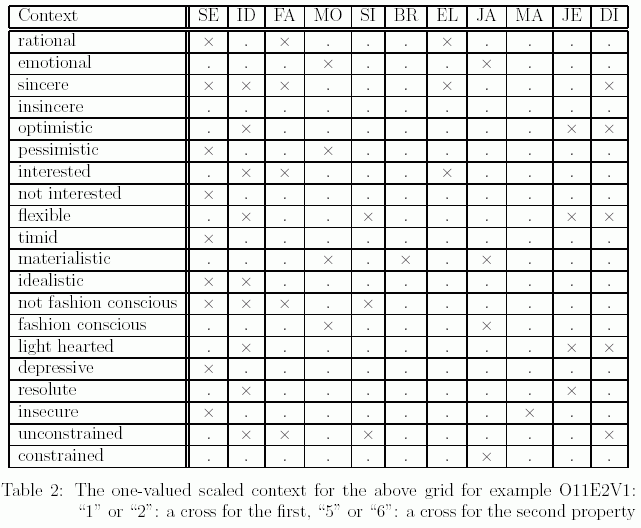 Context SE ID FA MO SI BR EL JA MA JE DI
rational × . × . . . × . . . .
emotional . . . × . . . × . . .
sincere × × × . . . × . . . ×
insincere . . . . . . . . . . .
optimistic . × . . . . . . . × ×
pessimistic × . . × . . . . . . .
interested . × × . . . × . . . .
not interested × . . . . . . . . . .
flexible . × . . × . . . . × ×
timid × . . . . . . . . . .
materialistic . . . × . × . × . . .
idealistic × × . . . . . . . . .
not fashion conscious × × × . × . . . . . .
fashion conscious . . . × . . . × . . .
light hearted . × . . . . . . . × ×
depressive × . . . . . . . . . .
resolute . × . . . . . . . × .
insecure × . . . . . . . × . .
unconstrained . × × . × . . . . . ×
constrained . . . . . . . × . . .
Table 2: The one-valued scaled context for the above grid for example O11E2V1:
“1” or “2”: a cross for the first, “5” or “6”: a cross for the second property